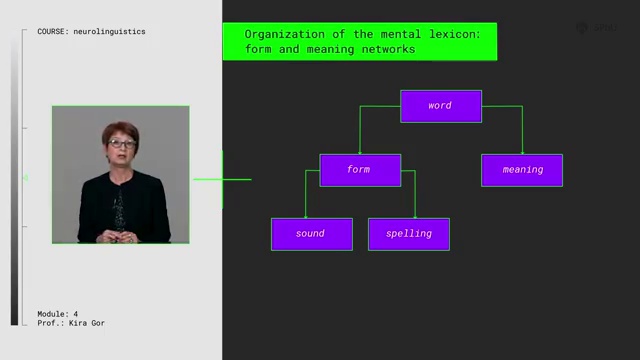 COURSE: neurolinguistics
Organization of the mental lexicon:
form and meaning networks
word
form
meaning
sound
spelling
Module: 4
Prof.: Kira Gor